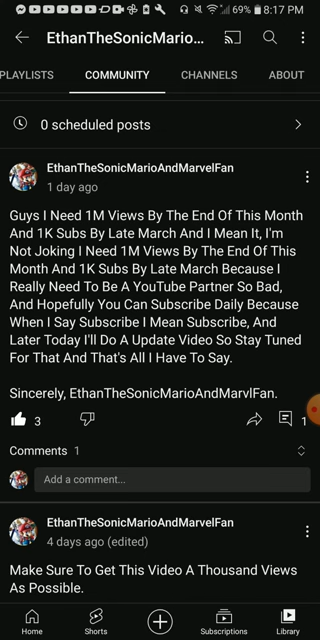 69% 8:17 PM
EthanTheSonicMario...
PLAYLISTS COMMUNITY CHANNELS ABOUT
0 scheduled posts
EthanTheSonicMarioAndMarvelFan
1 day ago
Guys I Need 1M Views By The End Of This Month
And 1K Subs By Late March And I Mean It, I'm
Not Joking I Need 1M Views By The End Of This
Month And 1K Subs By Late March Because I
Really Need To Be A YouTube Partner So Bad,
And Hopefully You Can Subscribe Daily Because
When I Say Subscribe I Mean Subscribe, And
Later Today I'll Do A Update Video So Stay Tuned
For That And That's All I Have To Say.
Sincerely, EthanTheSonicMarioAndMarvlFan.
3 1
Comments 1
Add a comment...
EthanTheSonicMarioAndMarvelFan
4 days ago (edited)
Make Sure To Get This Video A Thousand Views
As Possible.
Home Shorts Subscriptions Library